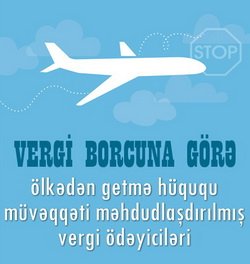 STOP
VERGİ BORCUNA GÖRƏ
ölkədən getmə hüququ
müvəqqəti məhdudlaşdırılmış
vergi ödəyiciləri